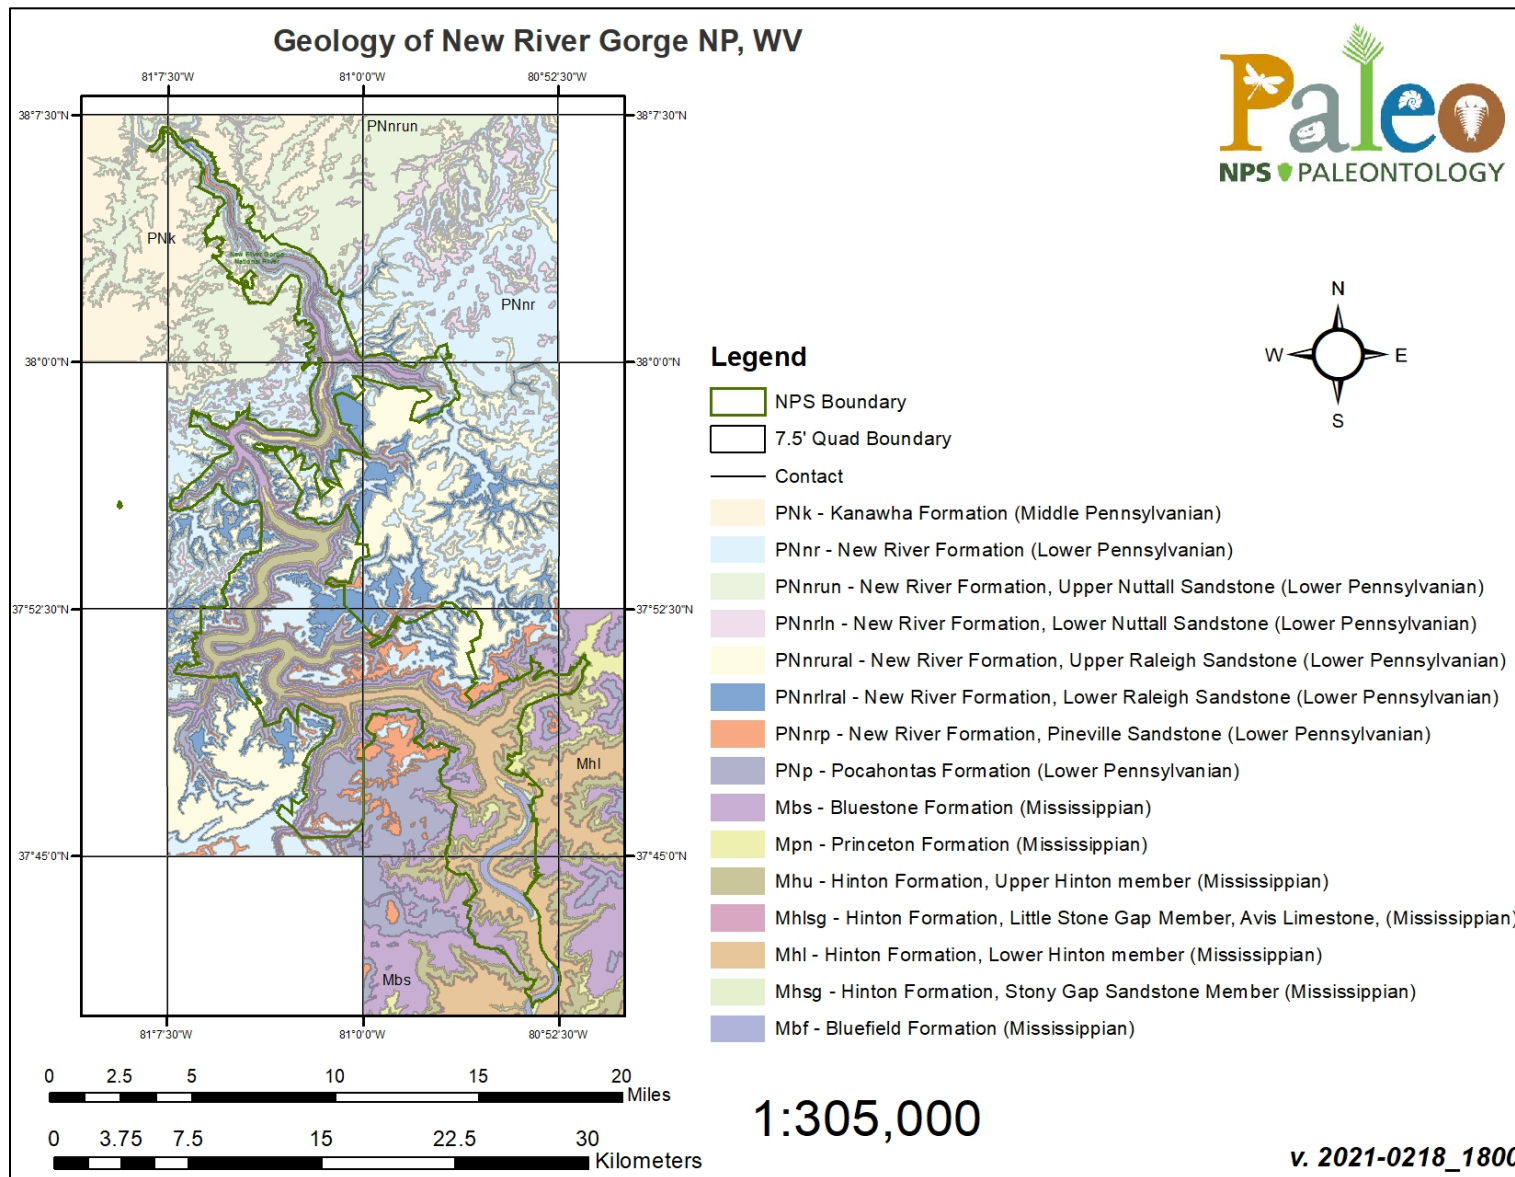 Geology of New River Gorge NP, WV
Paleo
NPS PALEONTOLOGY
81°7'30"W 81°0'0"W 80°52'30"W
38°7'30"N 38°7'30"N
PNnrun
PNk
New River Gorge
National River
PNnr
N
W E
S
38°0'0"N 38°0'0"N
37°52'30"N 37°52'30"N
Mhl
37°45'0"N 37°45'0"N
Mbs
81°7'30"W 81°0'0"W 80°52'30"W
Legend
NPS Boundary
7.5' Quad Boundary
Contact
PNk - Kanawha Formation (Middle Pennsylvanian)
PNnr - New River Formation (Lower Pennsylvanian)
PNnrun - New River Formation, Upper Nuttall Sandstone (Lower Pennsylvanian)
PNnrln - New River Formation, Lower Nuttall Sandstone (Lower Pennsylvanian)
PNnrural - New River Formation, Upper Raleigh Sandstone (Lower Pennsylvanian)
PNnrlral - New River Formation, Lower Raleigh Sandstone (Lower Pennsylvanian)
PNnrp - New River Formation, Pineville Sandstone (Lower Pennsylvanian)
PNp - Pocahontas Formation (Lower Pennsylvanian)
Mbs - Bluestone Formation (Mississippian)
Mpn - Princeton Formation (Mississippian)
Mhu - Hinton Formation, Upper Hinton member (Mississippian)
Mhlsg - Hinton Formation, Little Stone Gap Member, Avis Limestone, (Mississippian)
Mhl - Hinton Formation, Lower Hinton member (Mississippian)
Mhsg - Hinton Formation, Stony Gap Sandstone Member (Mississippian)
Mbf - Bluefield Formation (Mississippian)
0 2.5 5 10 15 20
Miles
0 3.75 7.5 15 22.5 30
Kilometers
1:305,000
v. 2021-0218_1800